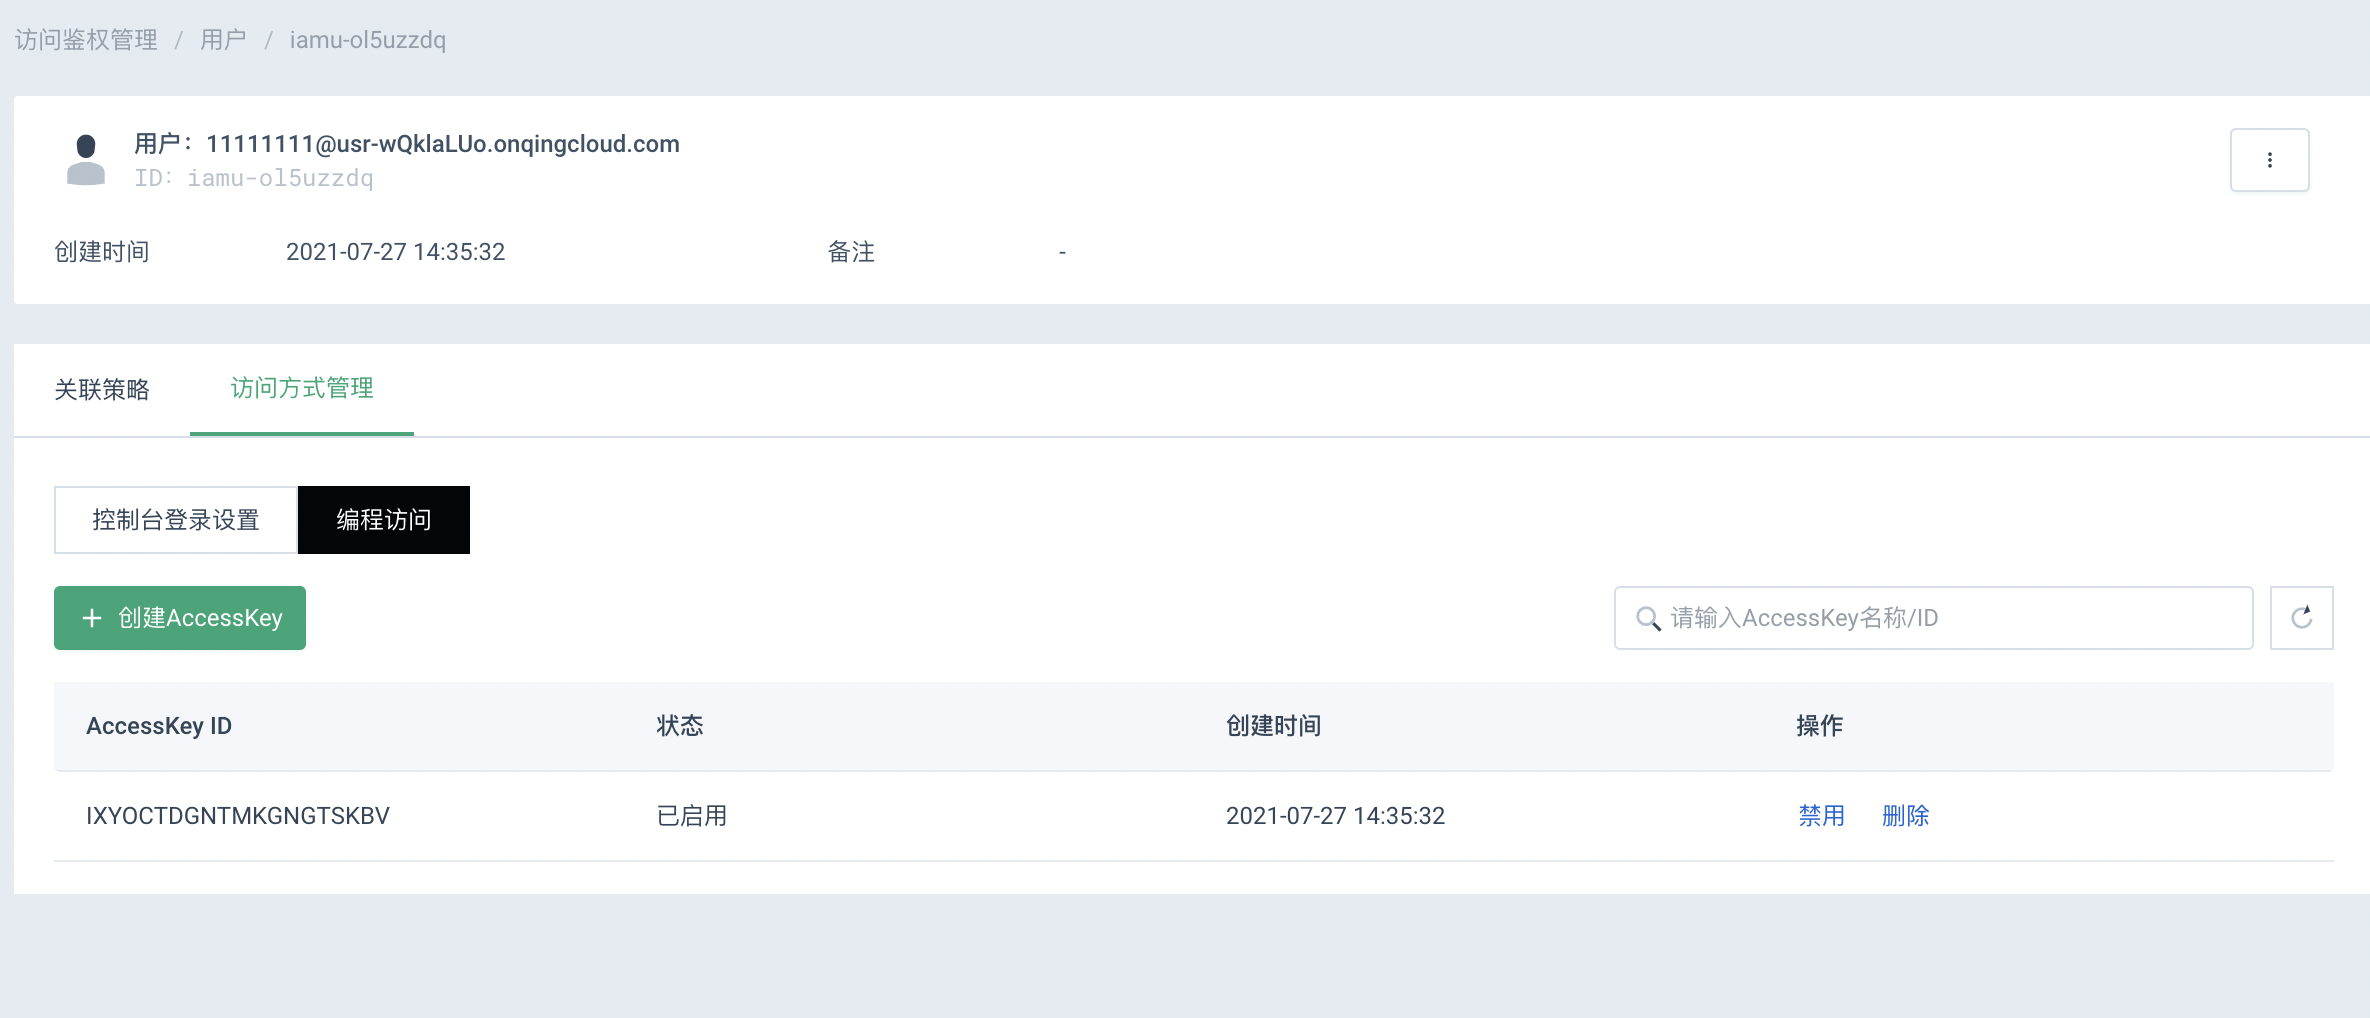 访问鉴权管理 / 用户 / iamu-ol5uzzdq
用户：11111111@usr-wQklaLUo.onqingcloud.com
ID: iamu-ol5uzzdq
创建时间 2021-07-27 14:35:32 备注 -
关联策略 访问方式管理
控制台登录设置 编程访问
+ 创建AccessKey 请输入AccessKey名称/ID
AccessKey ID 状态 创建时间 操作
IXYOCTDGNTMKGNGTSKBV 已启用 2021-07-27 14:35:32 禁用 删除